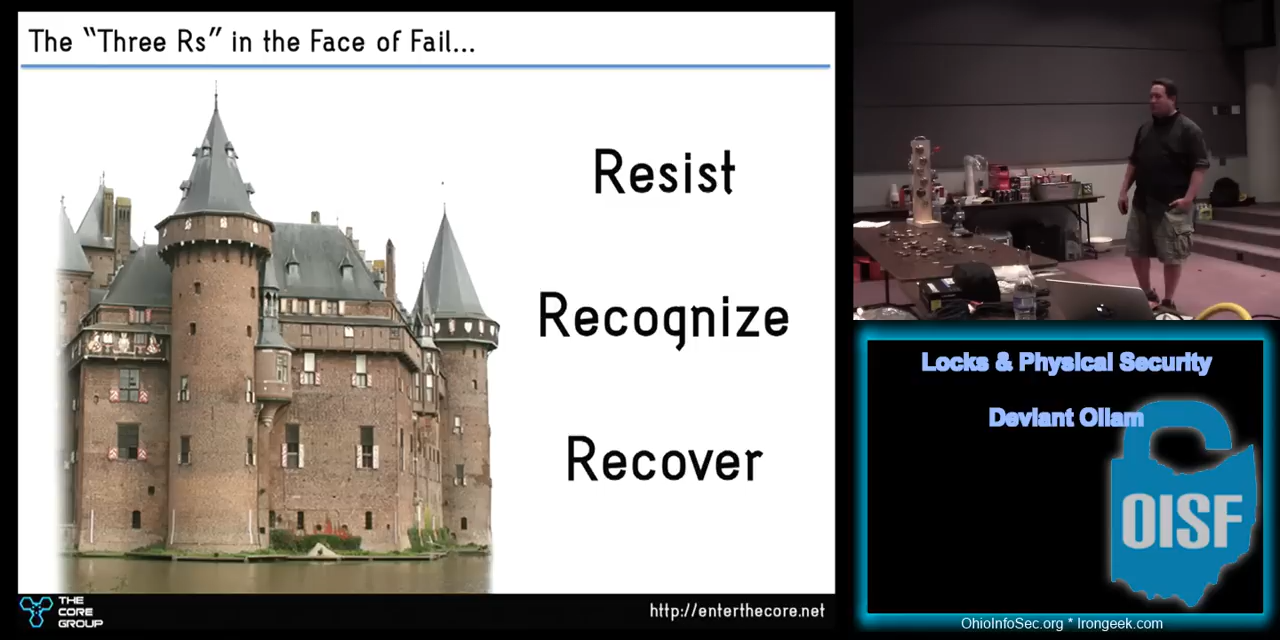 The “Three Rs” in the Face of Fail...
Resist
Recognize
Recover
THE
CORE
GROUP
http://enterthecore.net
Locks & Physical Security
Deviant Ollam
OISF
OhioInfoSec.org * Irongeek.com